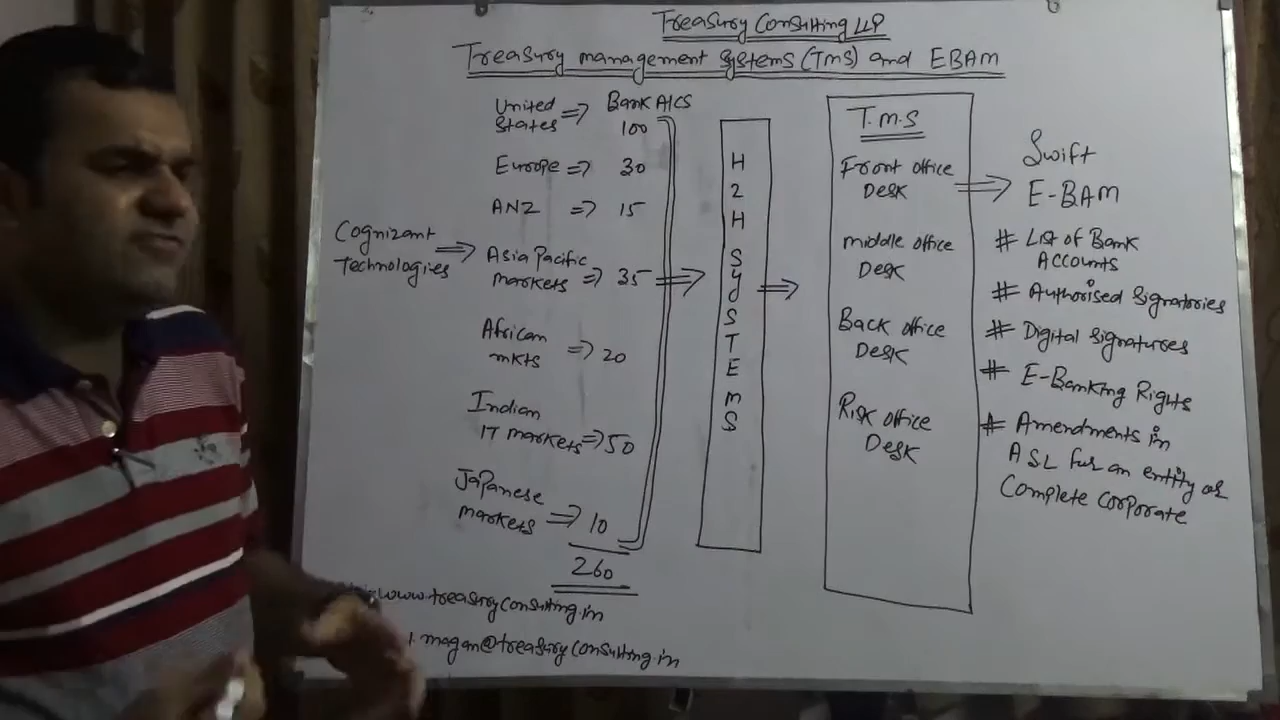 Treasury Consulting LLP
Treasury management Systems (TMS) and EBAM
Cognizant ⇒
Technologies
Bank A/CS
United States ⇒ 100
Europe ⇒ 30
ANZ ⇒ 15
Asia Pacific
markets ⇒ 35
African
mkts ⇒ 20
Indian
IT markets ⇒ 50
Japanese
markets ⇒ 10
260
H2H SYSTEMS
T.M.S
Front office
Desk
middle office
Desk
Back office
Desk
Risk office
Desk
Swift
E-BAM
# List of Bank
Accounts
# Authorised Signatories
# Digital Signatures
# E-Banking Rights
# Amendments in
ASL for an entity or
Complete corporate
www.treasuryconsulting.in
magan@treasuryconsulting.in